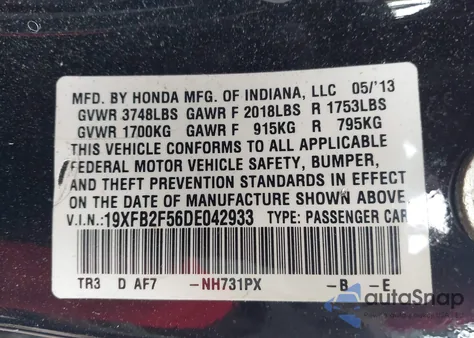 MFD. BY HONDA MFG. OF INDIANA, LLC 05/'13
GVWR 3748LBS GAWR F 2018LBS R 1753LBS
GVWR 1700KG GAWR F 915KG R 795KG
THIS VEHICLE CONFORMS TO ALL APPLICABLE
FEDERAL MOTOR VEHICLE SAFETY, BUMPER,
AND THEFT PREVENTION STANDARDS IN EFFECT
ON THE DATE OF MANUFACTURE SHOWN ABOVE.
V.I.N.:19XFB2F56DE042933 TYPE: PASSENGER CAR
TR3 D AF7 -NH731PX -B -E
autoSnap